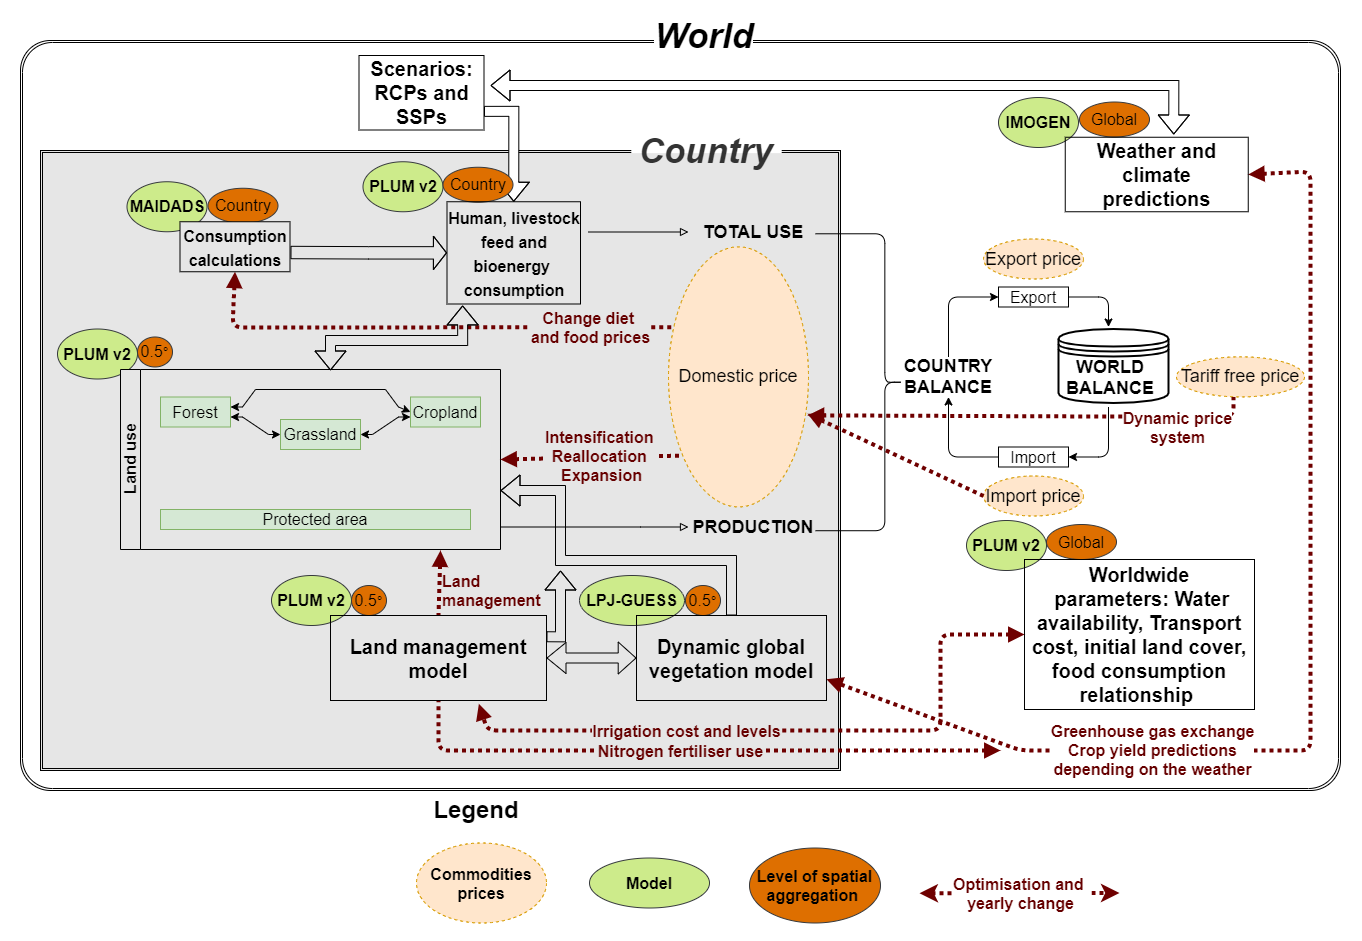 World
Scenarios:
RCPs and
SSPs
IMOGEN
Global
Weather and
climate
predictions
Country
PLUM v2
Country
MAIDADS
Country
Consumption
calculations
Human, livestock
feed and
bioenergy
consumption
TOTAL USE
Export price
Export
Change diet
and food prices
Domestic price
COUNTRY
BALANCE
WORLD
BALANCE
Tariff free price
Dynamic price
system
Import
Import price
PLUM v2
0.5°
Land use
Forest
Cropland
Grassland
Protected area
Intensification
Reallocation
Expansion
PRODUCTION
PLUM v2
Global
Worldwide
parameters: Water
availability, Transport
cost, initial land cover,
food consumption
relationship
Land
management
PLUM v2
0.5°
Land management
model
LPJ-GUESS
0.5°
Dynamic global
vegetation model
Irrigation cost and levels
Nitrogen fertiliser use
Greenhouse gas exchange
Crop yield predictions
depending on the weather
Legend
Commodities
prices
Model
Level of spatial
aggregation
Optimisation and
yearly change